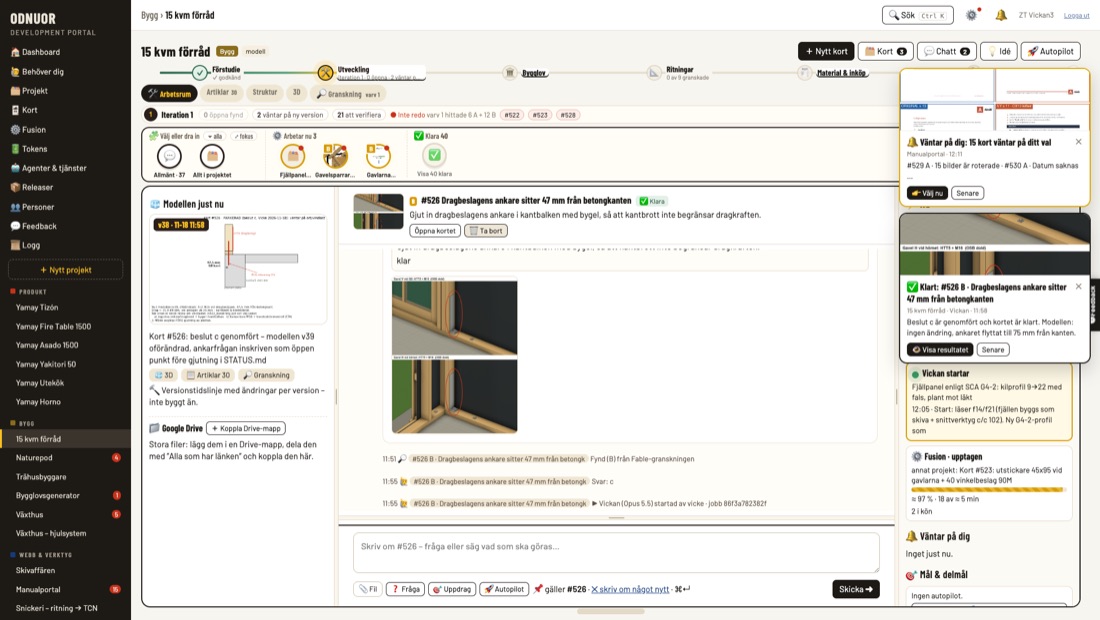 ODNUOR
DEVELOPMENT PORTAL
Dashboard
Behöver dig
Projekt
Kort
Fusion
Tokens
Agenter & tjänster
Releaser
Personer
Feedback
Logg
+ Nytt projekt
PRODUKT
Yamay Tizón
Yamay Fire Table 1500
Yamay Asado 1500
Yamay Yakitori 50
Yamay Utekök
Yamay Horno
BYGG
15 kvm förråd
Naturepod 4
Trähusbyggare
Bygglovsgenerator 1
Växthus 5
Växthus – hjulsystem
WEBB & VERKTYG
Skivaffären
Manualportal 15
Snickeri – ritning → TCN
Bygg › 15 kvm förråd
Sök Ctrl K
ZT Vickan3
Logga ut
15 kvm förråd Bygg modell
+ Nytt kort
Kort 3
Chatt 2
Idé
Autopilot
Förstudie
✓ godkänd
Utveckling
Iteration 1 · 0 öppna · 2 väntar
Bygglov
Ritningar
0 av 9 granskade
Material & inköp
Arbetsrum
Artiklar 30
Struktur
3D
Granskning varv 1
1 Iteration 1
0 öppna fynd
2 väntar på ny version
21 att verifiera
Inte redo varv 1 hittade 6 A + 12 B
#522
#523
#528
Välj eller dra in
+ alla
⤢ fokus
Allmänt · 37
Allt i projektet
Arbetar nu 3
Fjällpanel...
Gavelsparrar...
Gavlarna...
Klara 40
Visa 40 klara
Modellen just nu
v38 · 11-18 11:58
Kort #526: beslut c genomfört – modellen v39
oförändrad, ankarfrågan inskriven som öppen
punkt före gjutning i STATUS.md
3D
Artiklar 30
Granskning
Versionstidslinje med ändringar per version –
inte byggt än.
Google Drive
+ Koppla Drive-mapp
Stora filer: lägg dem i en Drive-mapp, dela den
med "Alla som har länken" och koppla den här.
B #526 Dragbeslagens ankare sitter 47 mm från betongkanten Klara
Gjut in dragbeslagens ankare i kantbalken med bygel, så att kantbrott inte begränsar dragkraften.
Öppna kortet
Ta bort
klar
11:51 #526 B · Dragbeslagens ankare sitter 47 mm från betongk Fynd (B) från Fable-granskningen
11:55 #526 B · Dragbeslagens ankare sitter 47 mm från betongk Svar: c
11:55 #526 B · Dragbeslagens ankare sitter 47 mm från betongk ▶ Vickan (Opus 5.5) startad av vicke · jobb 86f3a782382f
Skriv om #526 – fråga eller säg vad som ska göras...
Fil
Fråga
Uppdrag
Autopilot
gäller #526 · ✕ skriv om något nytt · ⌘↵
Skicka ➔
Väntar på dig: 15 kort väntar på ditt val
Manualportal · 12:11
#529 A · 15 bilder är roterade · #530 A · Datum saknas
...
Välj nu
Senare
Klart: #526 B · Dragbeslagens ankare sitter
47 mm från betongkanten
15 kvm förråd · Vickan · 11:58
Beslut c är genomfört och kortet är klart. Modellen:
ingen ändring, ankaret flyttat till 75 mm från kanten.
Visa resultatet
Senare
Feedback
Vickan startar
Fjällpanel enligt SCA G4-2: kilprofil 9→22 med
fals, plant mot läkt
12:05 · Start: läser f14/f21 (fjällen byggs som
skiva + snittverktyg c/c 102). Ny G4-2-profil
som
Fusion · upptagen
annat projekt: Kort #523: utstickare 45x95 vid
gavlarna + 40 vinkelbeslag 90M
≈ 97 % · 18 av ≈ 5 min
2 i kön
Väntar på dig
Inget just nu.
Mål & delmål
Ingen autopilot.